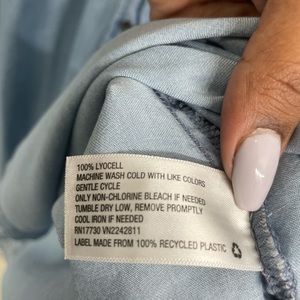 100% LYOCELL
MACHINE WASH COLD WITH LIKE COLORS
GENTLE CYCLE
ONLY NON-CHLORINE BLEACH IF NEEDED
TUMBLE DRY LOW, REMOVE PROMPTLY
COOL IRON IF NEEDED
RN17730 VN2242811
LABEL MADE FROM 100% RECYCLED PLASTIC